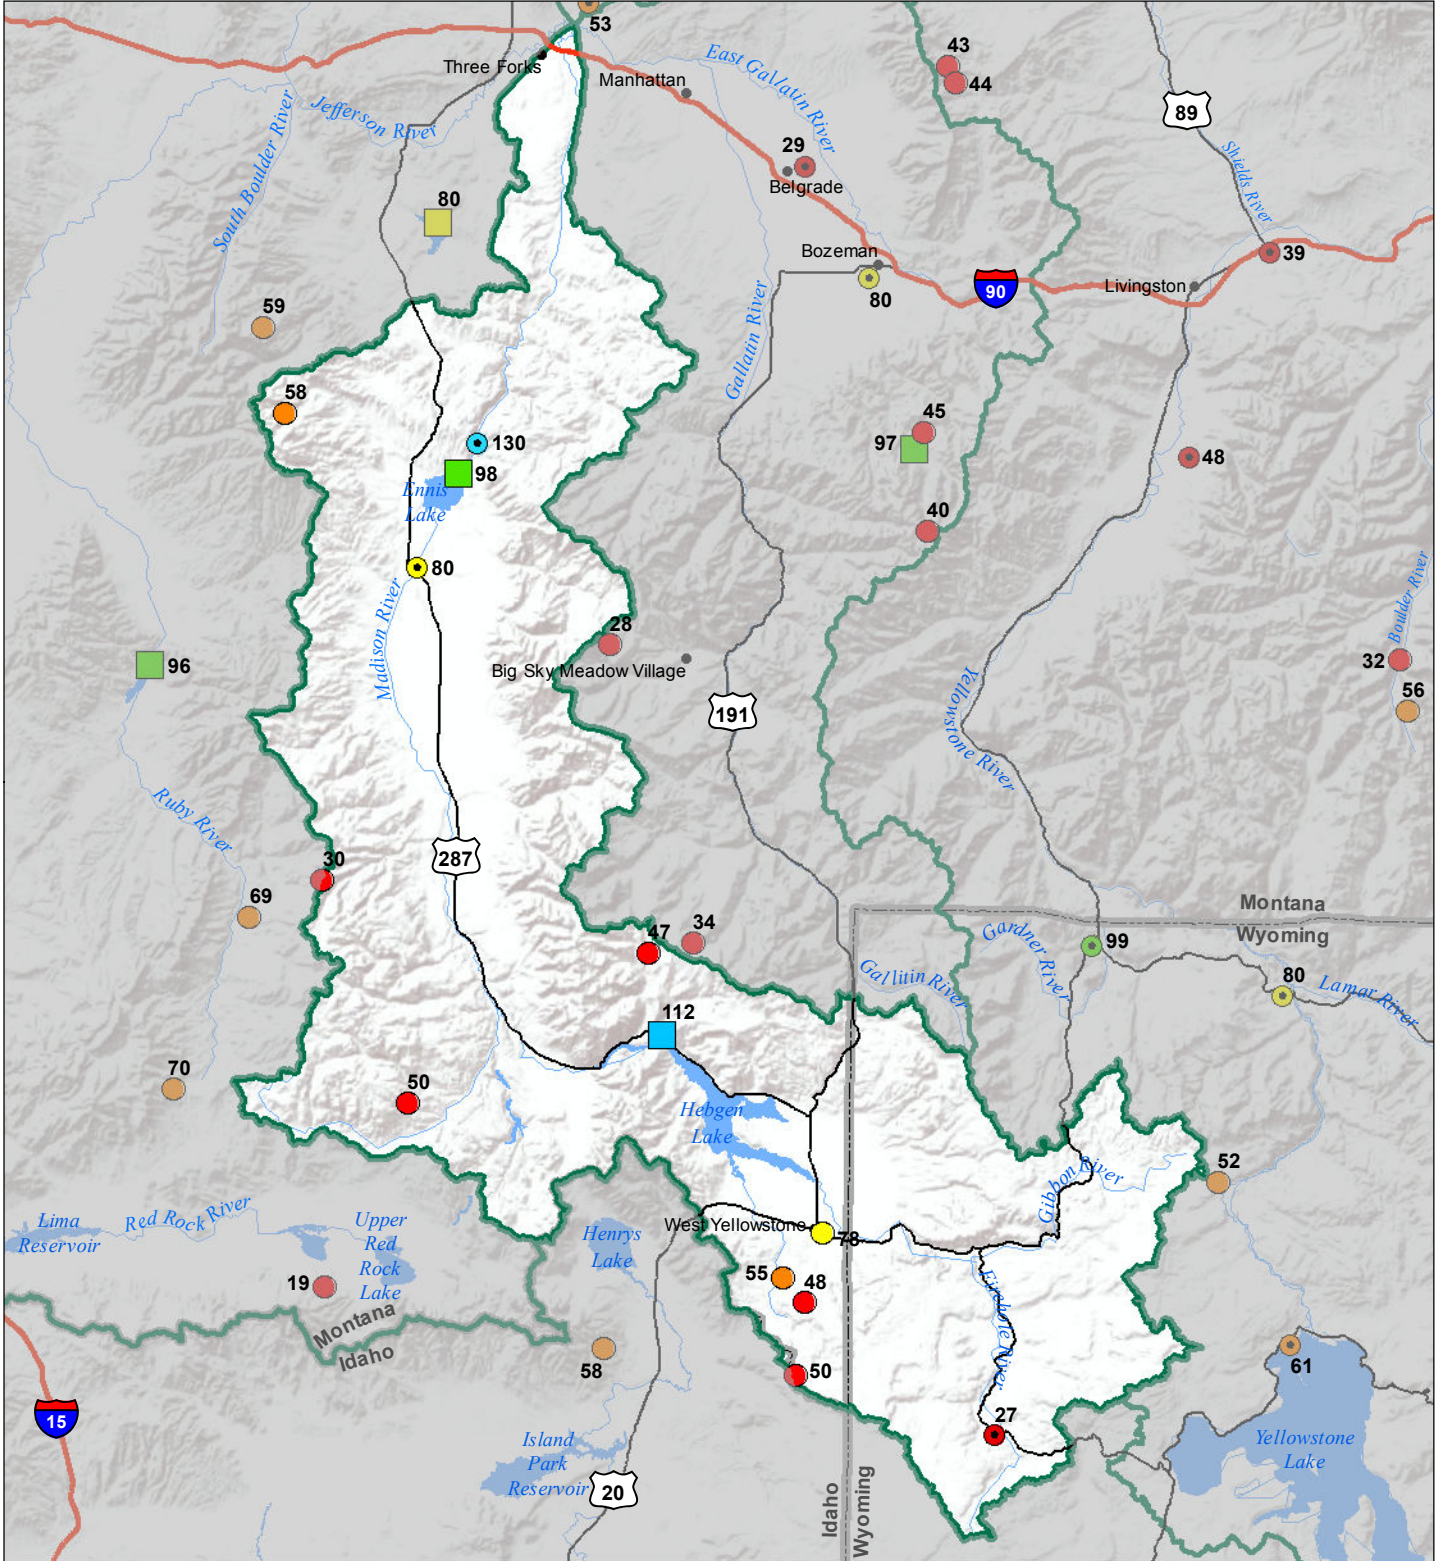 53
Three Forks
Manhattan
East Gallatin River
43
44
89
Jefferson River
South Boulder River
29
Belgrade
Shields River
80
Bozeman
80
90
39
Livingston
59
Gallatin River
58
130
98
Ennis
Lake
45
97
48
40
80
Madison River
28
Big Sky Meadow Village
96
191
Boulder River
32
56
Yellowstone River
Ruby River
287
30
69
47
34
Montana
Wyoming
Gardner River
99
Gallitin River
80
Lamar River
112
70
50
Hebgen
Lake
Gibbon River
52
Lima
Reservoir
Red Rock River
Upper
Red
Rock
Lake
Henrys
Lake
West Yellowstone
78
19
55
48
Firehole River
Montana
Idaho
58
50
61
15
27
Island
Park
Reservoir
20
Yellowstone
Lake
Idaho
Wyoming